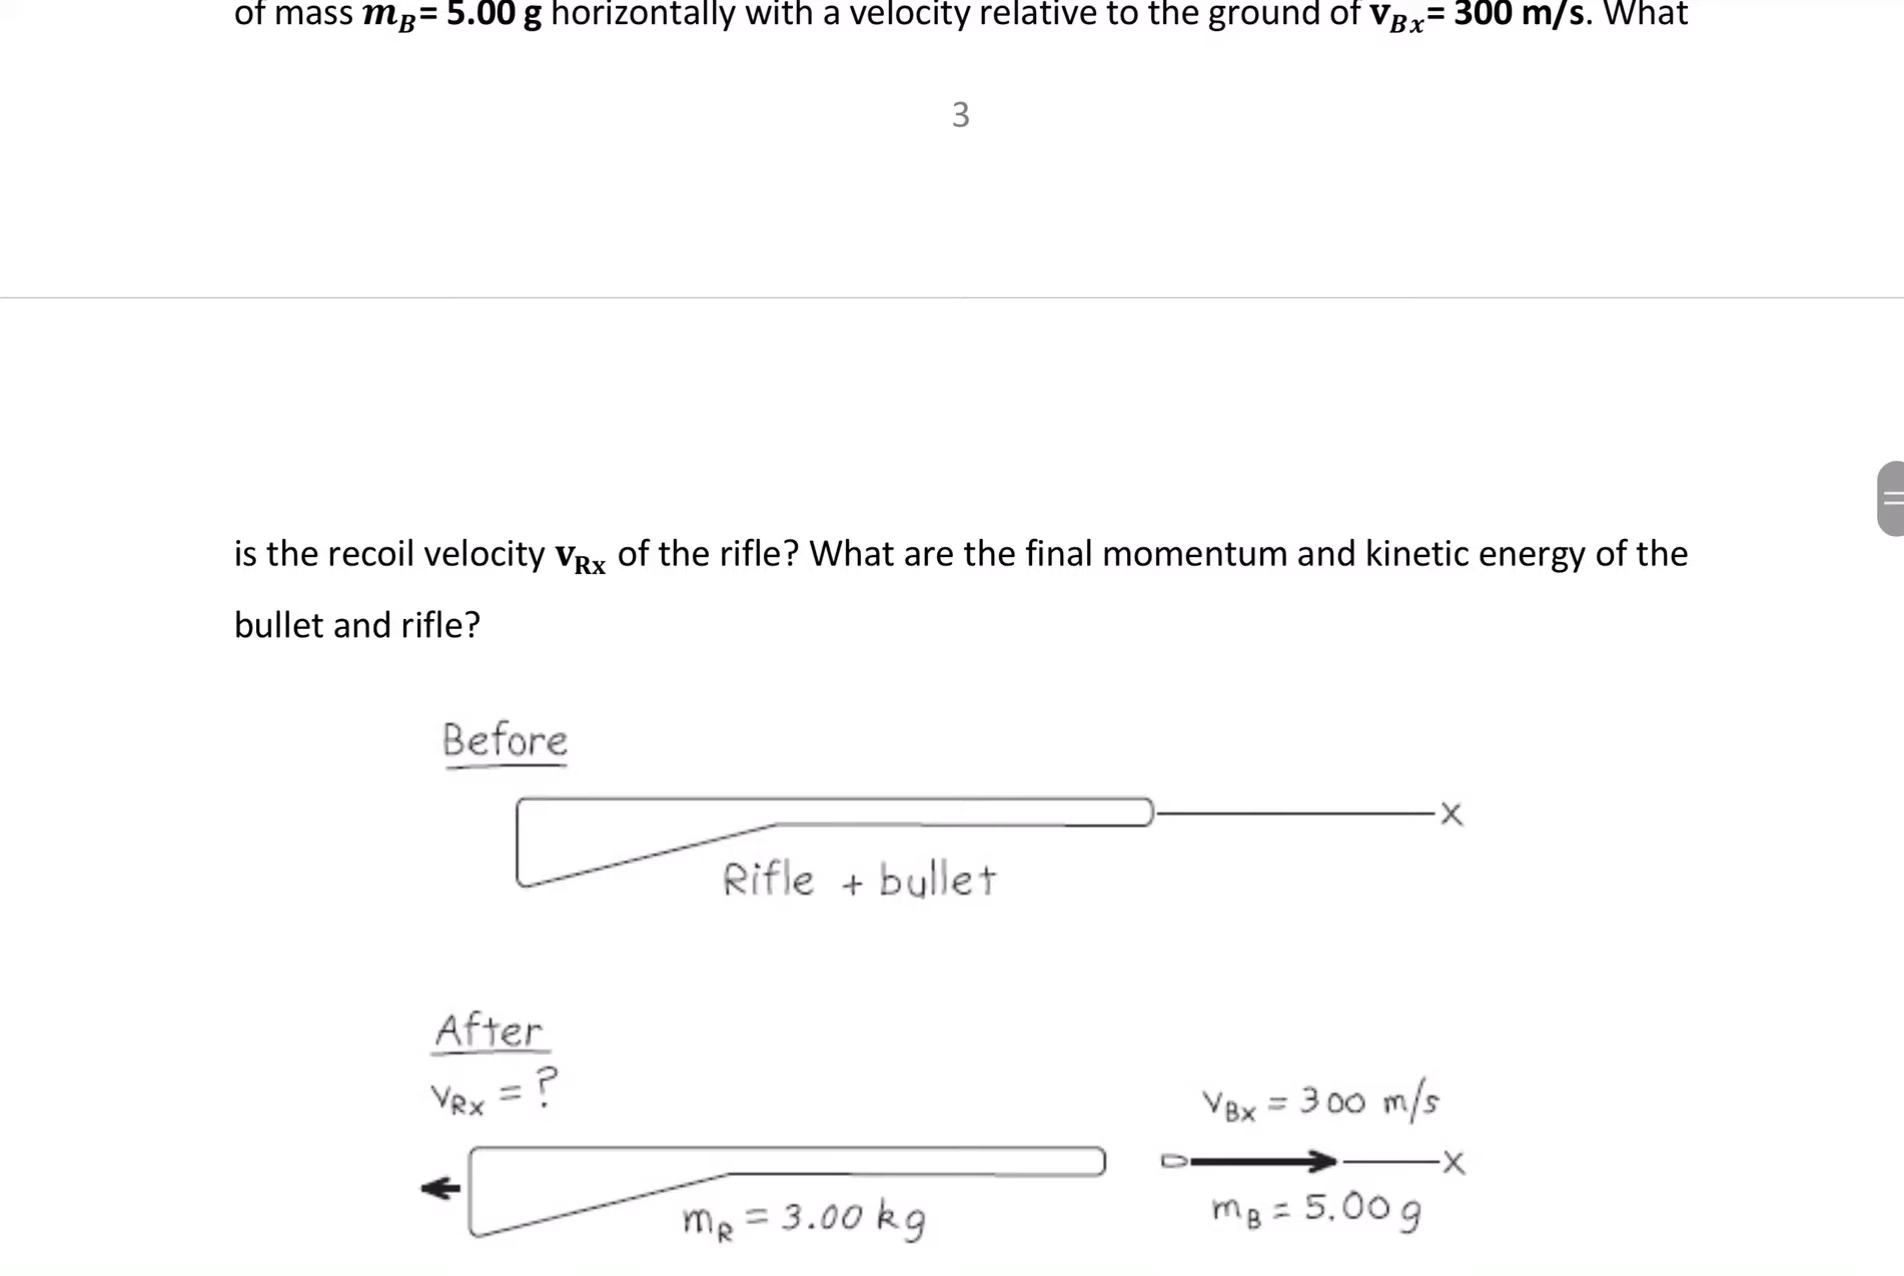 of mass m_B= 5.00 g horizontally with a velocity relative to the ground of v_Bx= 300 m/s. What
3
is the recoil velocity v_Rx of the rifle? What are the final momentum and kinetic energy of the
bullet and rifle?
Before
X
Rifle + bullet
After
v_Rx = ?
v_Bx = 300 m/s
X
m_R = 3.00 kg
m_B = 5.00 g